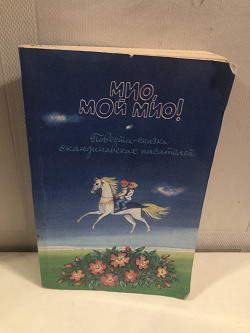 МИО,
МОЙ МИО!
Повести-сказки
скандинавских писателей